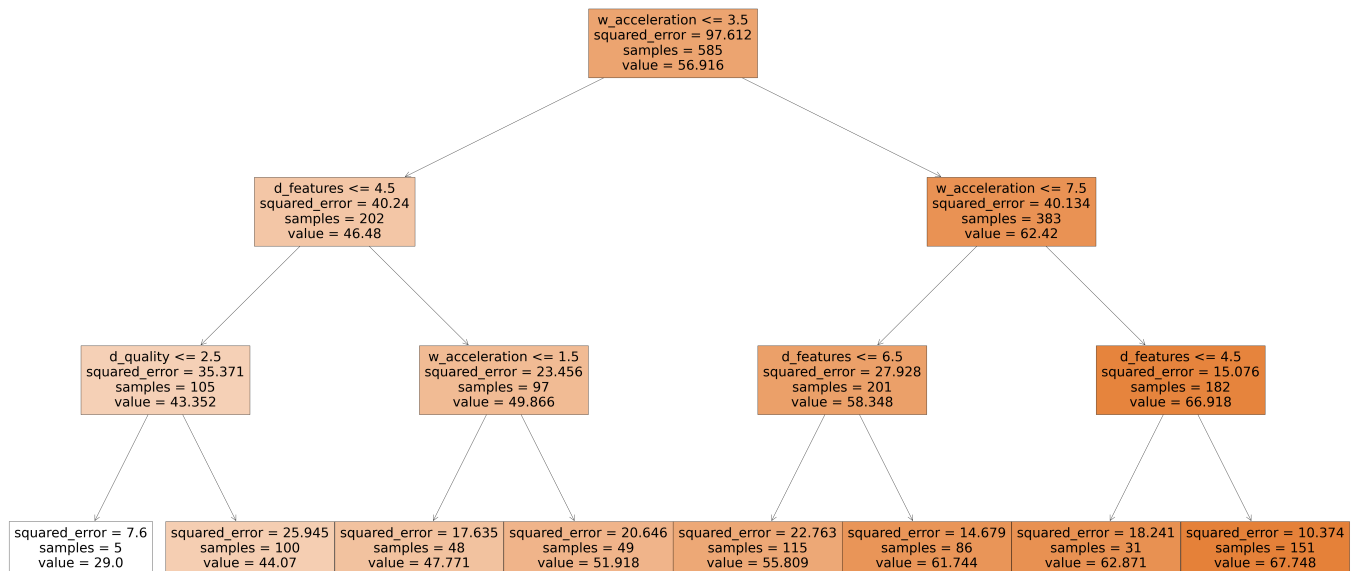 w_acceleration <= 3.5
squared_error = 97.612
samples = 585
value = 56.916
d_features <= 4.5
squared_error = 40.24
samples = 202
value = 46.48
w_acceleration <= 7.5
squared_error = 40.134
samples = 383
value = 62.42
d_quality <= 2.5
squared_error = 35.371
samples = 105
value = 43.352
w_acceleration <= 1.5
squared_error = 23.456
samples = 97
value = 49.866
d_features <= 6.5
squared_error = 27.928
samples = 201
value = 58.348
d_features <= 4.5
squared_error = 15.076
samples = 182
value = 66.918
squared_error = 7.6
samples = 5
value = 29.0
squared_error = 25.945
samples = 100
value = 44.07
squared_error = 17.635
samples = 48
value = 47.771
squared_error = 20.646
samples = 49
value = 51.918
squared_error = 22.763
samples = 115
value = 55.809
squared_error = 14.679
samples = 86
value = 61.744
squared_error = 18.241
samples = 31
value = 62.871
squared_error = 10.374
samples = 151
value = 67.748